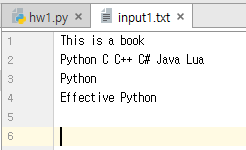 hw1.py
input1.txt
1 This is a book
2 Python C C++ C# Java Lua
3 Python
4 Effective Python
5
6